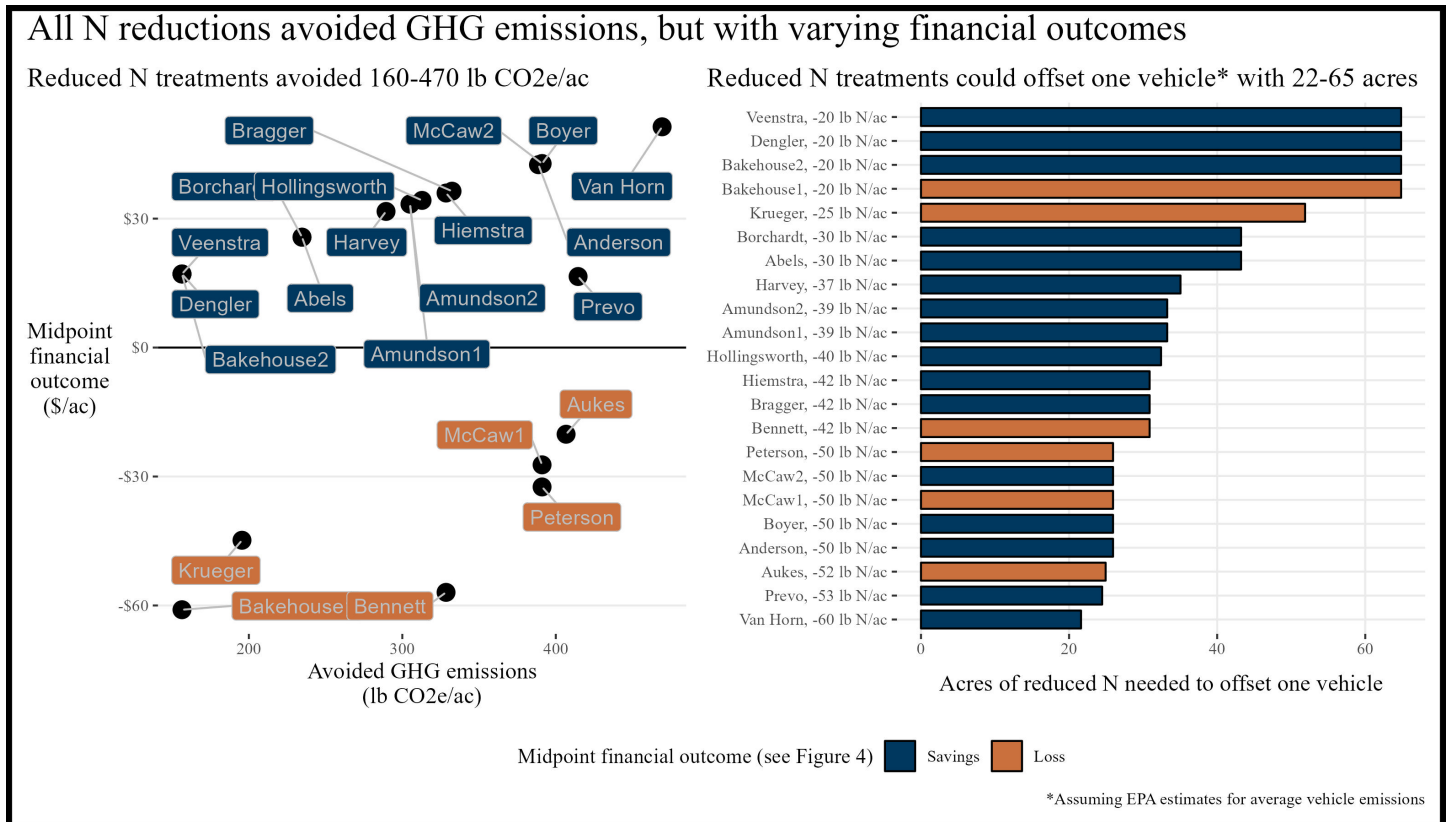 All N reductions avoided GHG emissions, but with varying financial outcomes
Reduced N treatments avoided 160-470 lb CO2e/ac
Bragger
McCaw2
Boyer
Borchar
Hollingsworth
Van Horn
$30
Veenstra
Harvey
Hiemstra
Anderson
Dengler
Abels
Amundson2
Prevo
Midpoint
financial
outcome
($/ac)
$0
Bakehouse2
Amundson1
Aukes
McCaw1
-$30
Peterson
Krueger
-$60
Bakehouse
Bennett
200
300
400
Avoided GHG emissions
(lb CO2e/ac)
Reduced N treatments could offset one vehicle* with 22-65 acres
Veenstra, -20 lb N/ac
Dengler, -20 lb N/ac
Bakehouse2, -20 lb N/ac
Bakehouse1, -20 lb N/ac
Krueger, -25 lb N/ac
Borchardt, -30 lb N/ac
Abels, -30 lb N/ac
Harvey, -37 lb N/ac
Amundson2, -39 lb N/ac
Amundson1, -39 lb N/ac
Hollingsworth, -40 lb N/ac
Hiemstra, -42 lb N/ac
Bragger, -42 lb N/ac
Bennett, -42 lb N/ac
Peterson, -50 lb N/ac
McCaw2, -50 lb N/ac
McCaw1, -50 lb N/ac
Boyer, -50 lb N/ac
Anderson, -50 lb N/ac
Aukes, -52 lb N/ac
Prevo, -53 lb N/ac
Van Horn, -60 lb N/ac
0
20
40
60
Acres of reduced N needed to offset one vehicle
Midpoint financial outcome (see Figure 4)
Savings
Loss
*Assuming EPA estimates for average vehicle emissions